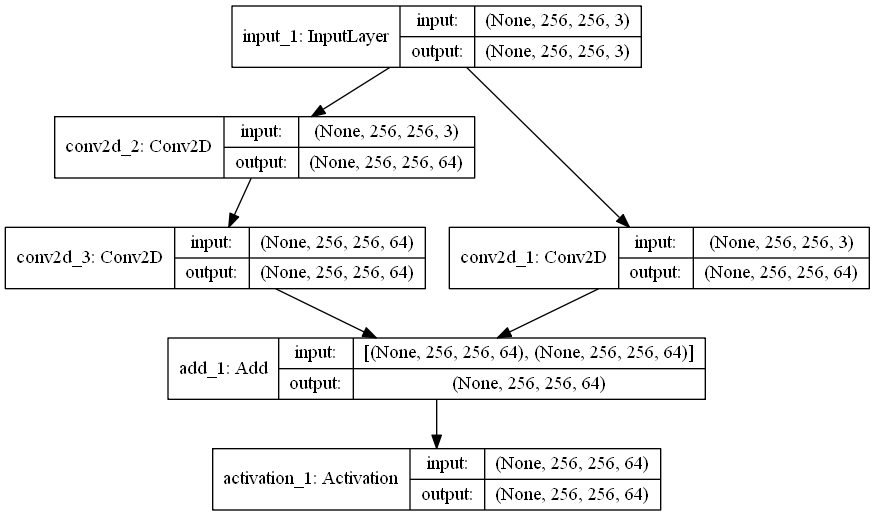 input_1: InputLayer
input: (None, 256, 256, 3)
output: (None, 256, 256, 3)
conv2d_2: Conv2D
input: (None, 256, 256, 3)
output: (None, 256, 256, 64)
conv2d_3: Conv2D
input: (None, 256, 256, 64)
output: (None, 256, 256, 64)
conv2d_1: Conv2D
input: (None, 256, 256, 3)
output: (None, 256, 256, 64)
add_1: Add
input: [(None, 256, 256, 64), (None, 256, 256, 64)]
output: (None, 256, 256, 64)
activation_1: Activation
input: (None, 256, 256, 64)
output: (None, 256, 256, 64)